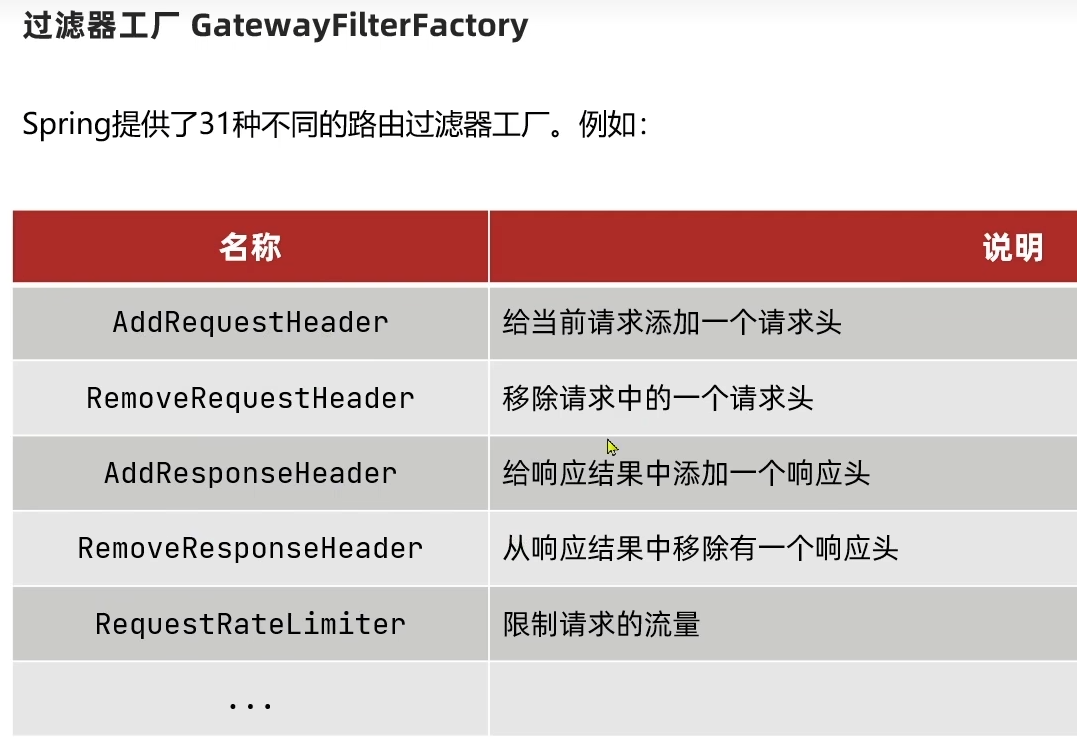 过滤器工厂 GatewayFilterFactory
Spring提供了31种不同的路由过滤器工厂。例如：
名称 说明
AddRequestHeader 给当前请求添加一个请求头
RemoveRequestHeader 移除请求中的一个请求头
AddResponseHeader 给响应结果中添加一个响应头
RemoveResponseHeader 从响应结果中移除有一个响应头
RequestRateLimiter 限制请求的流量
...